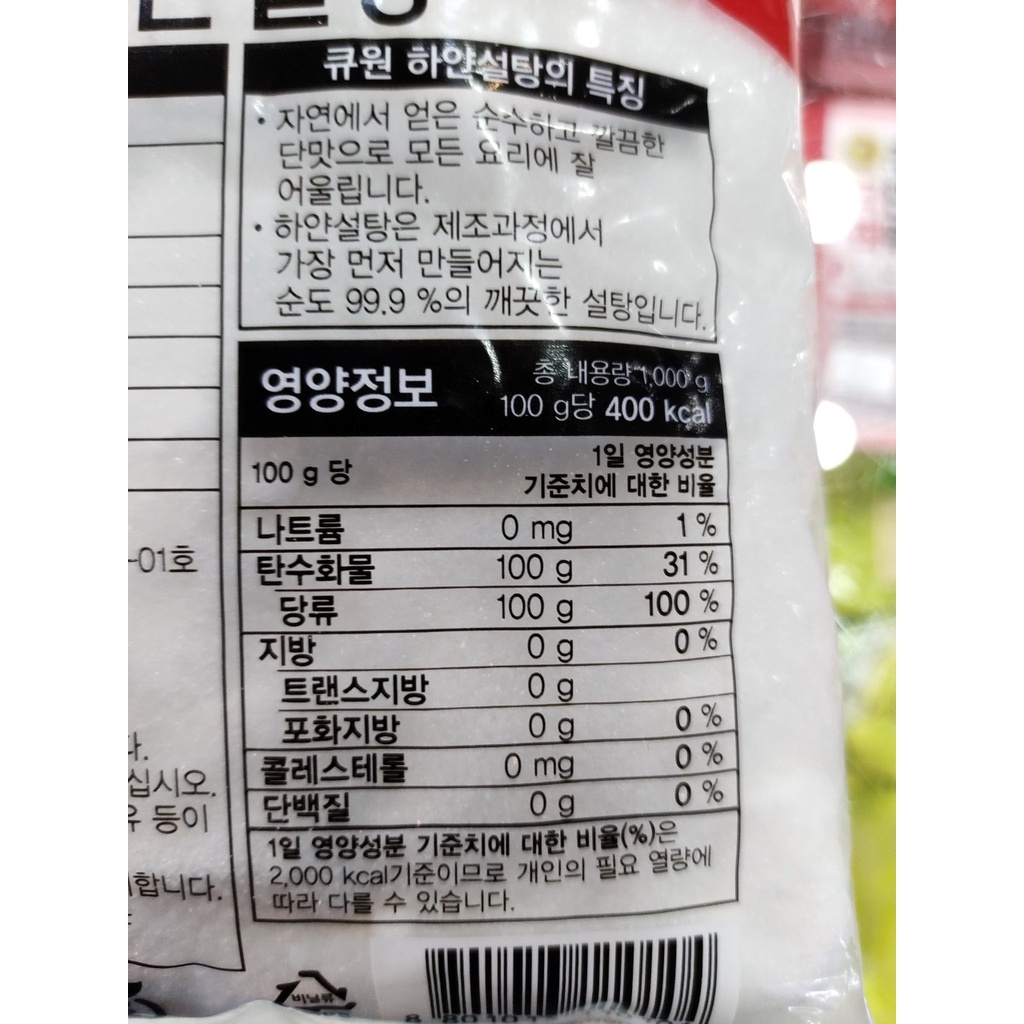 큐원 하얀설탕의 특징
• 자연에서 얻은 순수하고 깔끔한
단맛으로 모든 요리에 잘
어울립니다.
• 하얀설탕은 제조과정에서
가장 먼저 만들어지는
순도 99.9 %의 깨끗한 설탕입니다.
영양정보
총 내용량 1,000 g
100 g당 400 kcal
100 g 당
1일 영양성분
기준치에 대한 비율
나트륨 0 mg 1 %
탄수화물 100 g 31 %
당류 100 g 100 %
지방 0 g 0 %
트랜스지방 0 g
포화지방 0 g 0 %
콜레스테롤 0 mg 0 %
단백질 0 g 0 %
1일 영양성분 기준치에 대한 비율(%)은
2,000 kcal기준이므로 개인의 필요 열량에
따라 다를 수 있습니다.
-01호
다.
십시오.
등이
합니다.
비닐류